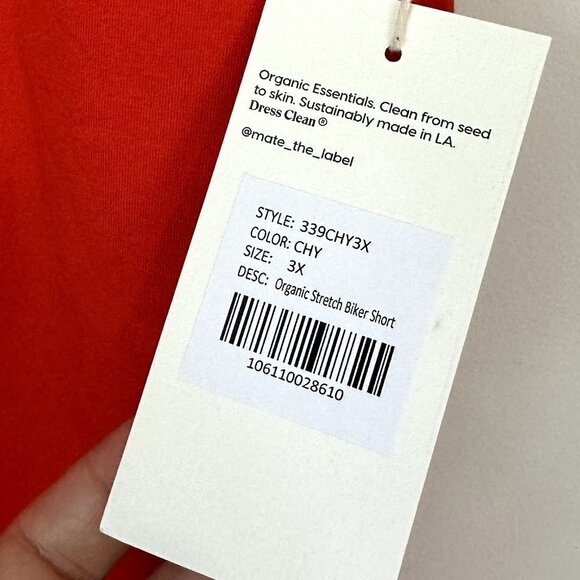 Organic Essentials. Clean from seed
to skin. Sustainably made in LA.
Dress Clean®
@mate_the_label
STYLE: 339CHY3X
COLOR: CHY
SIZE: 3X
DESC: Organic Stretch Biker Short
106110028610